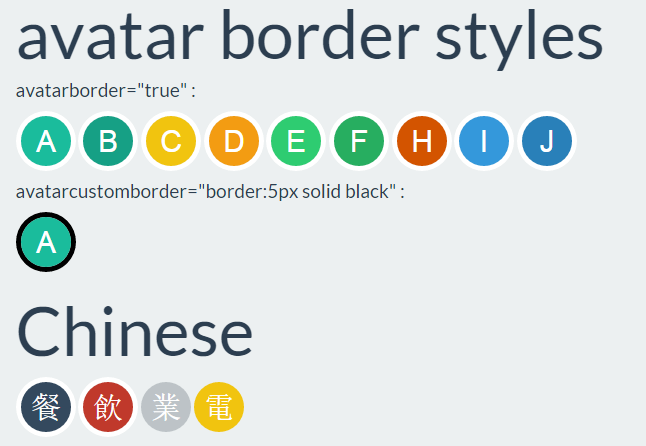 avatar border styles
avatarborder="true" :
A B C D E F H I J
avatarcustomborder="border:5px solid black" :
A
Chinese
餐 飲 業 電